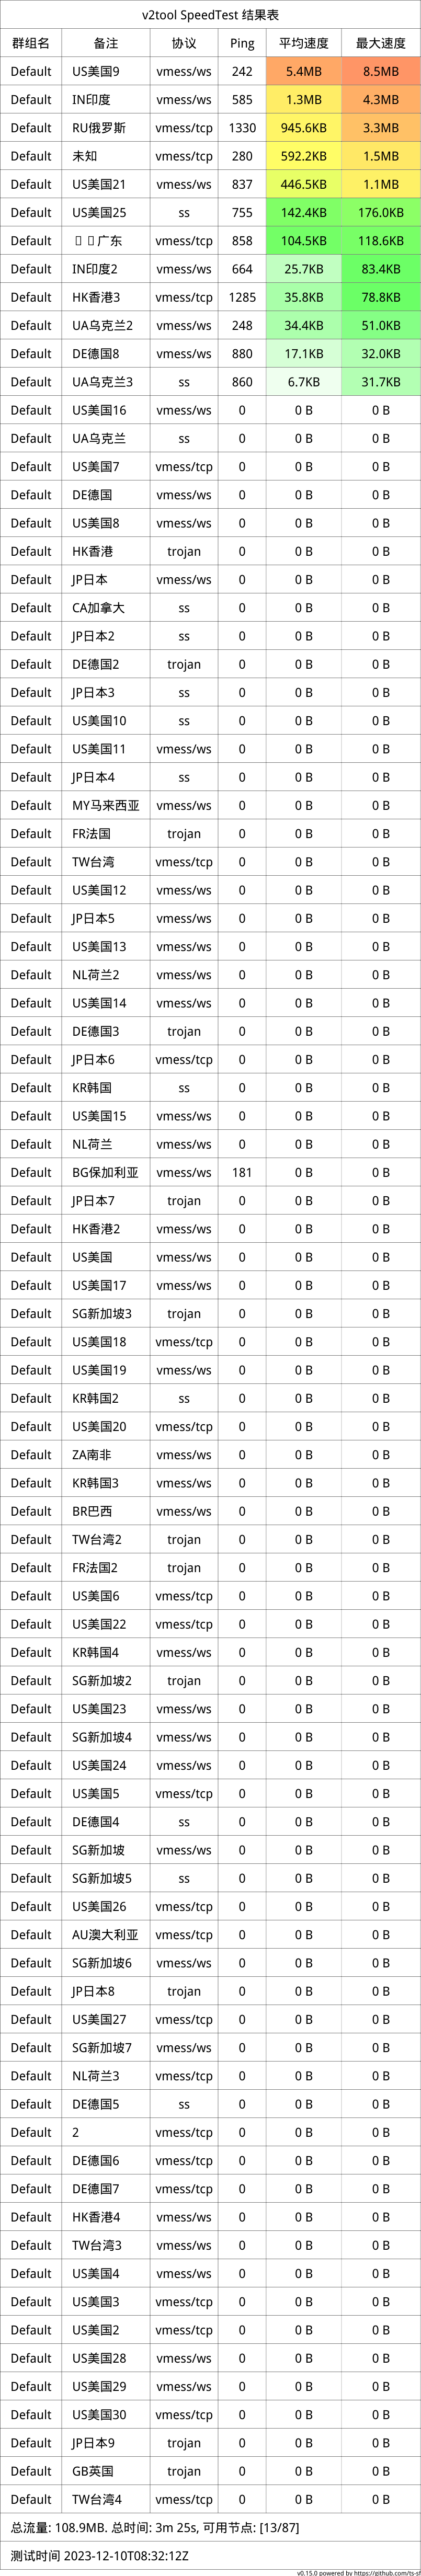 v2tool SpeedTest 结果表
群组名 备注 协议 Ping 平均速度 最大速度
Default US美国9 vmess/ws 242 5.4MB 8.5MB
Default IN印度 vmess/ws 585 1.3MB 4.3MB
Default RU俄罗斯 vmess/tcp 1330 945.6KB 3.3MB
Default 未知 vmess/tcp 280 592.2KB 1.5MB
Default US美国21 vmess/ws 837 446.5KB 1.1MB
Default US美国25 ss 755 142.4KB 176.0KB
Default 广东 vmess/tcp 858 104.5KB 118.6KB
Default IN印度2 vmess/ws 664 25.7KB 83.4KB
Default HK香港3 vmess/tcp 1285 35.8KB 78.8KB
Default UA乌克兰2 vmess/ws 248 34.4KB 51.0KB
Default DE德国8 vmess/tcp 880 17.1KB 32.0KB
Default UA乌克兰3 ss 860 6.7KB 31.7KB
Default US美国16 vmess/ws 0 0 B 0 B
Default UA乌克兰 ss 0 0 B 0 B
Default US美国7 vmess/tcp 0 0 B 0 B
Default DE德国 vmess/ws 0 0 B 0 B
Default US美国8 vmess/ws 0 0 B 0 B
Default HK香港 trojan 0 0 B 0 B
Default JP日本 vmess/ws 0 0 B 0 B
Default CA加拿大 ss 0 0 B 0 B
Default JP日本2 ss 0 0 B 0 B
Default DE德国2 trojan 0 0 B 0 B
Default JP日本3 ss 0 0 B 0 B
Default US美国10 ss 0 0 B 0 B
Default US美国11 vmess/ws 0 0 B 0 B
Default JP日本4 ss 0 0 B 0 B
Default MY马来西亚 vmess/ws 0 0 B 0 B
Default FR法国 trojan 0 0 B 0 B
Default TW台湾 vmess/tcp 0 0 B 0 B
Default US美国12 vmess/ws 0 0 B 0 B
Default JP日本5 vmess/ws 0 0 B 0 B
Default US美国13 vmess/ws 0 0 B 0 B
Default NL荷兰2 vmess/ws 0 0 B 0 B
Default US美国14 vmess/ws 0 0 B 0 B
Default DE德国3 trojan 0 0 B 0 B
Default JP日本6 vmess/tcp 0 0 B 0 B
Default KR韩国 ss 0 0 B 0 B
Default US美国15 vmess/ws 0 0 B 0 B
Default NL荷兰 vmess/ws 0 0 B 0 B
Default BG保加利亚 vmess/ws 181 0 B 0 B
Default JP日本7 trojan 0 0 B 0 B
Default HK香港2 vmess/ws 0 0 B 0 B
Default US美国 vmess/ws 0 0 B 0 B
Default US美国17 vmess/ws 0 0 B 0 B
Default SG新加坡3 trojan 0 0 B 0 B
Default US美国18 vmess/tcp 0 0 B 0 B
Default US美国19 vmess/ws 0 0 B 0 B
Default KR韩国2 ss 0 0 B 0 B
Default US美国20 vmess/tcp 0 0 B 0 B
Default ZA南非 vmess/ws 0 0 B 0 B
Default KR韩国3 vmess/ws 0 0 B 0 B
Default BR巴西 vmess/ws 0 0 B 0 B
Default TW台湾2 trojan 0 0 B 0 B
Default FR法国2 trojan 0 0 B 0 B
Default US美国6 vmess/tcp 0 0 B 0 B
Default US美国22 vmess/tcp 0 0 B 0 B
Default KR韩国4 vmess/ws 0 0 B 0 B
Default SG新加坡2 trojan 0 0 B 0 B
Default US美国23 vmess/ws 0 0 B 0 B
Default SG新加坡4 vmess/ws 0 0 B 0 B
Default US美国24 vmess/ws 0 0 B 0 B
Default US美国5 vmess/tcp 0 0 B 0 B
Default DE德国4 ss 0 0 B 0 B
Default SG新加坡 vmess/ws 0 0 B 0 B
Default SG新加坡5 ss 0 0 B 0 B
Default US美国26 vmess/tcp 0 0 B 0 B
Default AU澳大利亚 vmess/tcp 0 0 B 0 B
Default SG新加坡6 vmess/ws 0 0 B 0 B
Default JP日本8 trojan 0 0 B 0 B
Default US美国27 vmess/tcp 0 0 B 0 B
Default SG新加坡7 vmess/ws 0 0 B 0 B
Default NL荷兰3 vmess/tcp 0 0 B 0 B
Default DE德国5 ss 0 0 B 0 B
Default 2 vmess/tcp 0 0 B 0 B
Default DE德国6 vmess/tcp 0 0 B 0 B
Default DE德国7 vmess/tcp 0 0 B 0 B
Default HK香港4 vmess/ws 0 0 B 0 B
Default TW台湾3 vmess/ws 0 0 B 0 B
Default US美国4 vmess/ws 0 0 B 0 B
Default US美国3 vmess/tcp 0 0 B 0 B
Default US美国2 vmess/tcp 0 0 B 0 B
Default US美国28 vmess/ws 0 0 B 0 B
Default US美国29 vmess/ws 0 0 B 0 B
Default US美国30 vmess/tcp 0 0 B 0 B
Default JP日本9 trojan 0 0 B 0 B
Default GB英国 trojan 0 0 B 0 B
Default TW台湾4 vmess/tcp 0 0 B 0 B
总流量: 108.9MB. 总时间: 3m 25s, 可用节点: [13/87]
测试时间 2023-12-10T08:32:12Z
v0.15.0 powered by https://github.com/ts-sf